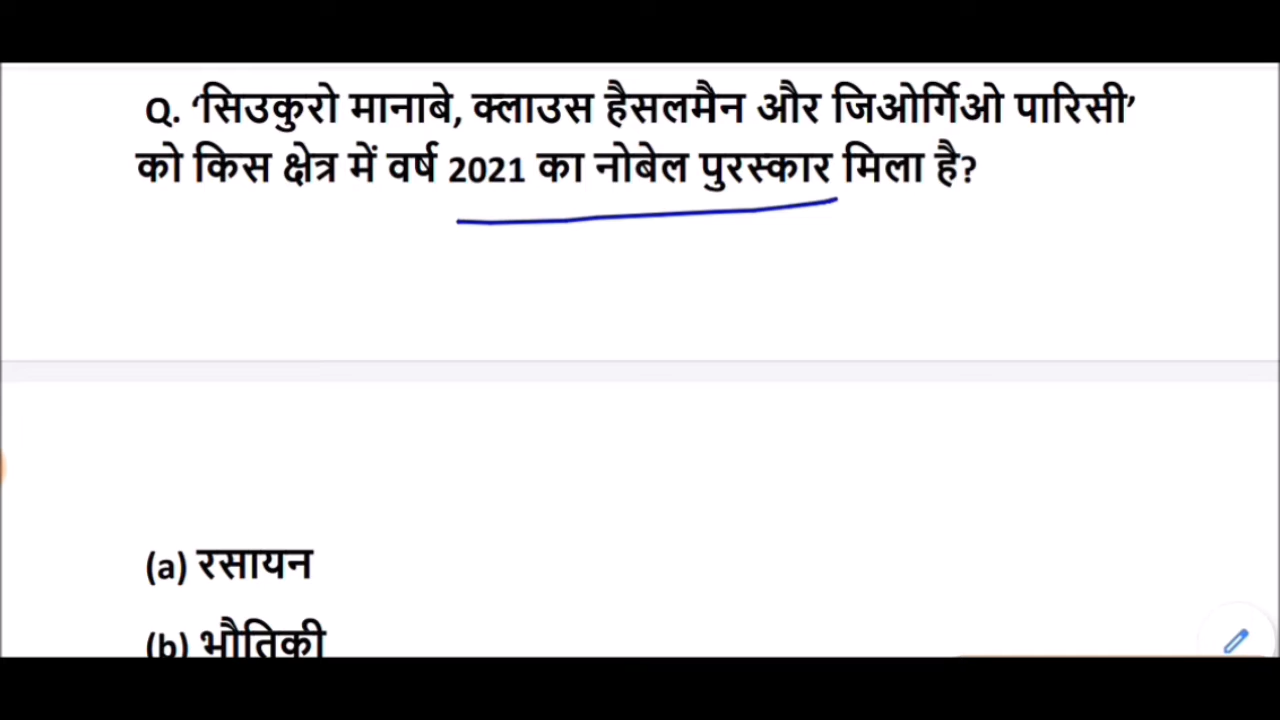 Q. ‘सिउकुरो मानाबे, क्लाउस हैसलमैन और जिओर्गिओ पारिसी’
को किस क्षेत्र में वर्ष 2021 का नोबेल पुरस्कार मिला है?
(a) रसायन
(b) भौतिकी